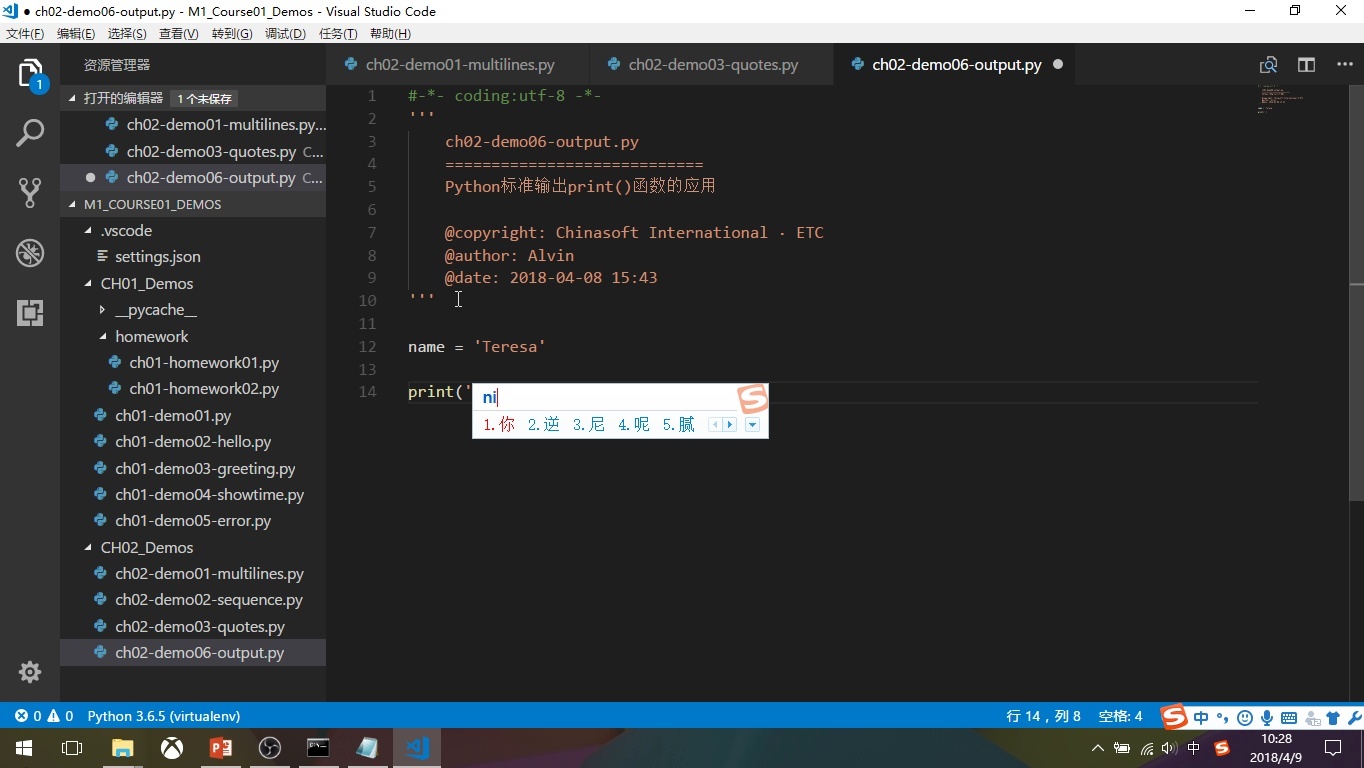 ch02-demo06-output.py - M1_Course01_Demos - Visual Studio Code
文件(F) 编辑(E) 选择(S) 查看(V) 转到(G) 调试(D) 任务(T) 帮助(H)
1
资源管理器
打开的编辑器 1 个未保存
ch02-demo01-multilines.py...
ch02-demo03-quotes.py C...
ch02-demo06-output.py C...
M1_COURSE01_DEMOS
.vscode
settings.json
CH01_Demos
__pycache__
homework
ch01-homework01.py
ch01-homework02.py
ch01-demo01.py
ch01-demo02-hello.py
ch01-demo03-greeting.py
ch01-demo04-showtime.py
ch01-demo05-error.py
CH02_Demos
ch02-demo01-multilines.py
ch02-demo02-sequence.py
ch02-demo03-quotes.py
ch02-demo06-output.py
ch02-demo01-multilines.py ch02-demo03-quotes.py ch02-demo06-output.py
1 #-*- coding:utf-8 -*-
2 '''
3 ch02-demo06-output.py
4 ============================
5 Python标准输出print()函数的应用
6
7 @copyright: Chinasoft International · ETC
8 @author: Alvin
9 @date: 2018-04-08 15:43
10 '''
11
12 name = 'Teresa'
13
14 print('
ni
1.你 2.逆 3.尼 4.呢 5.腻
0 0 Python 3.6.5 (virtualenv) 行 14，列 8 空格: 4 中
中 10:28
2018/4/9